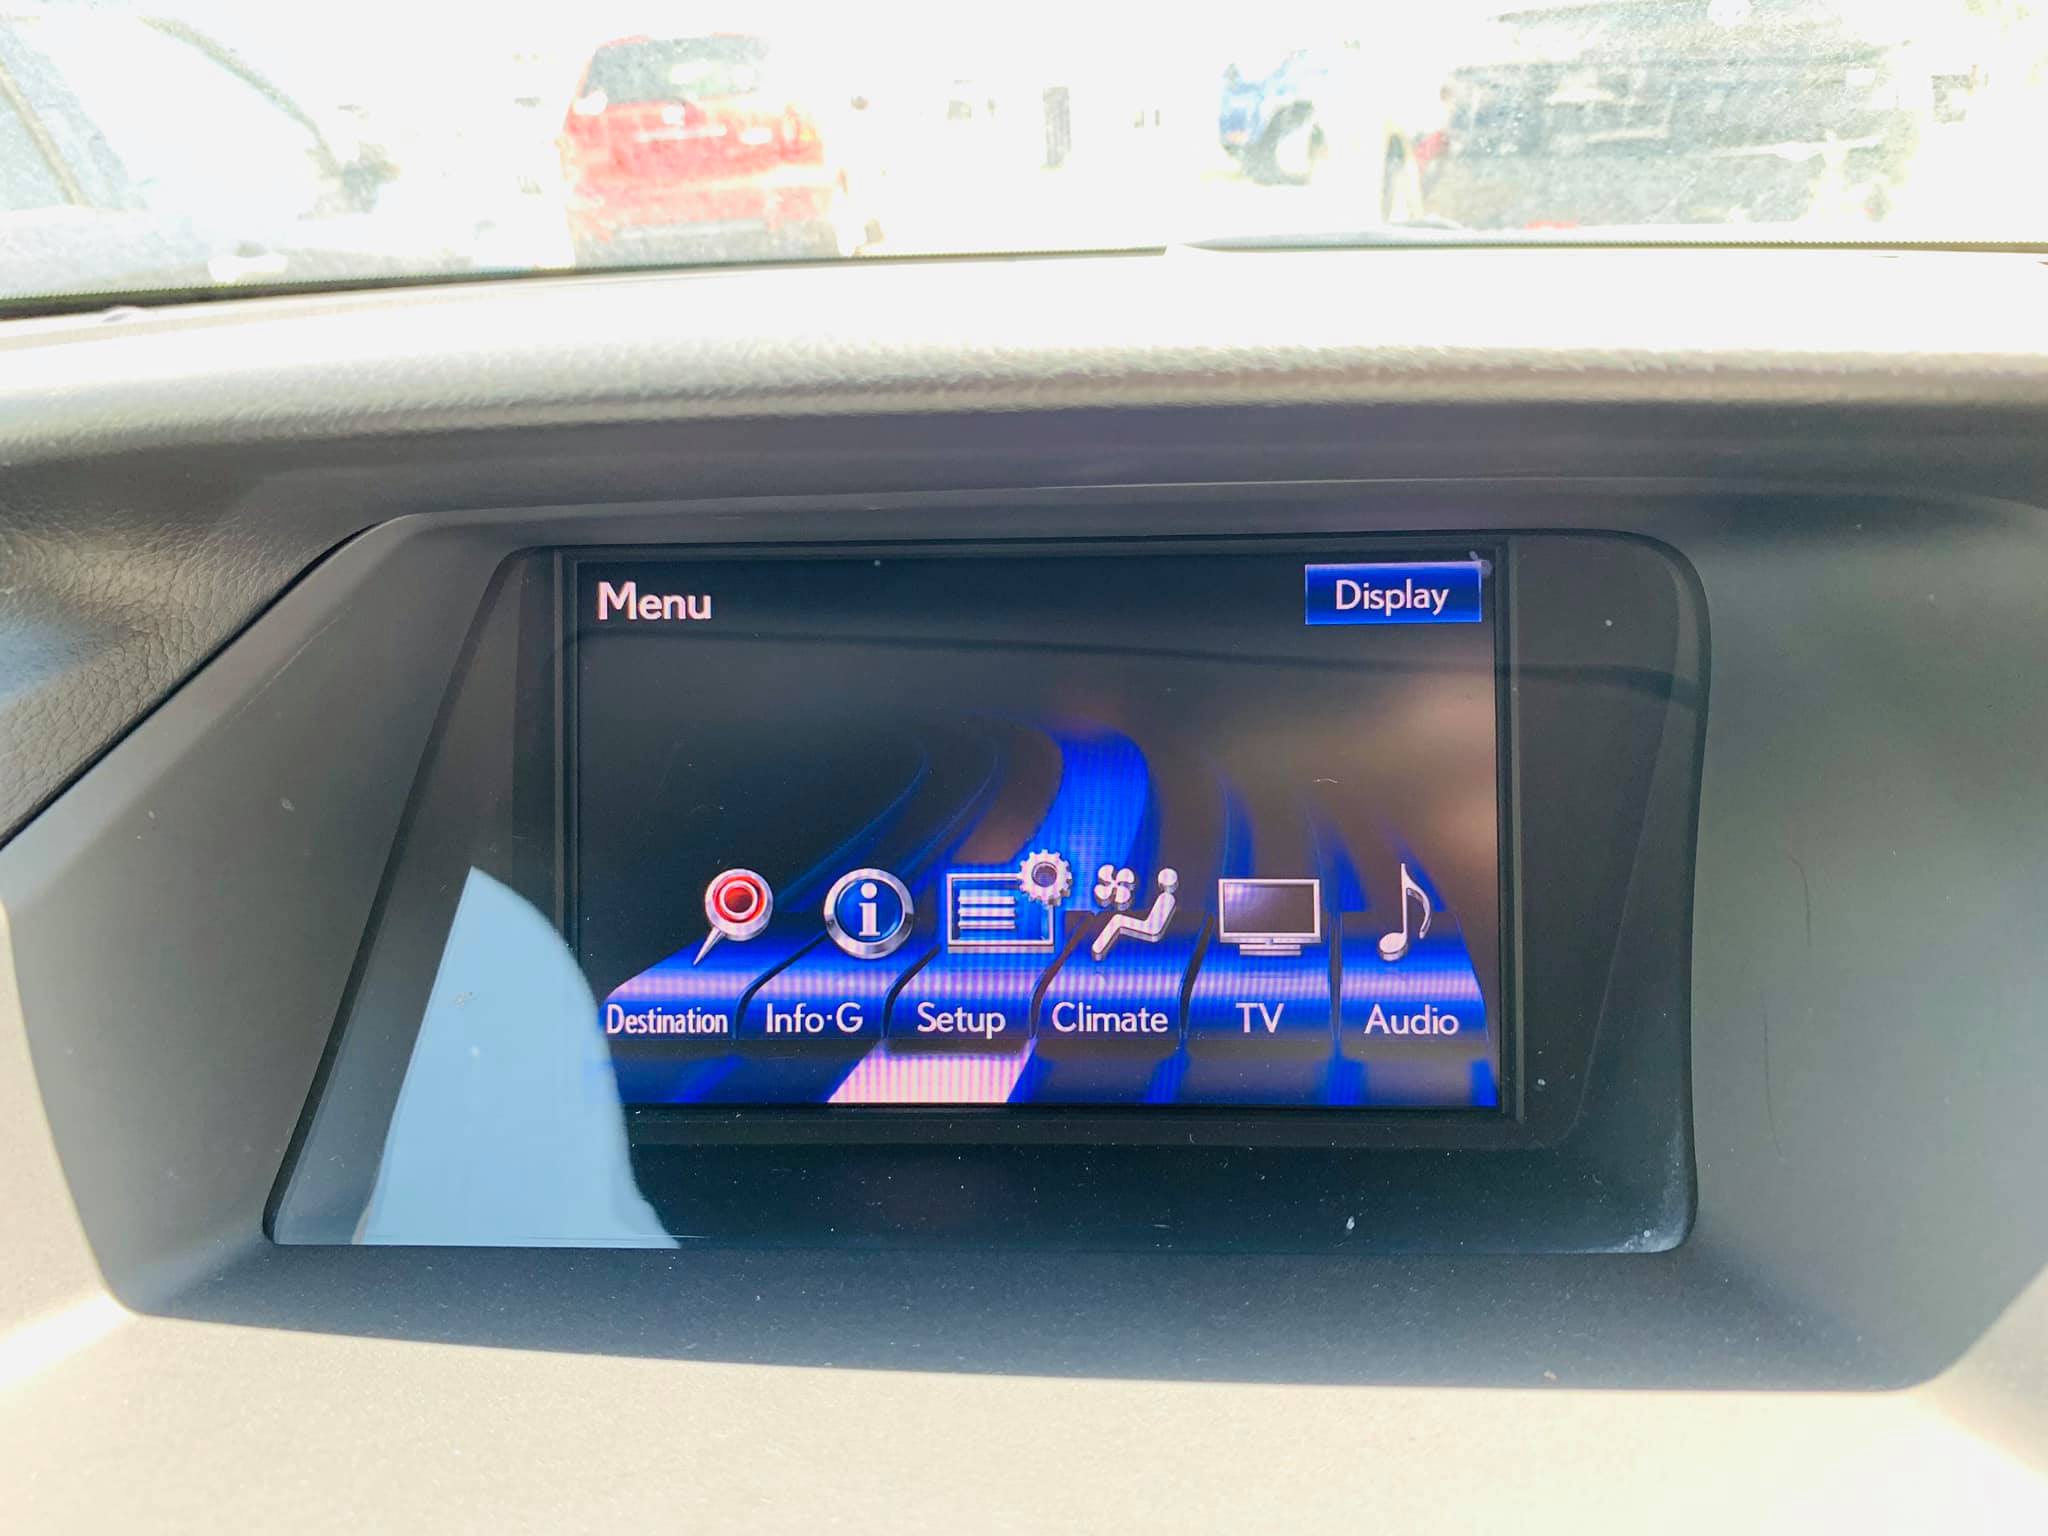 Menu
Display
Destination
Info·G
Setup
Climate
TV
Audio